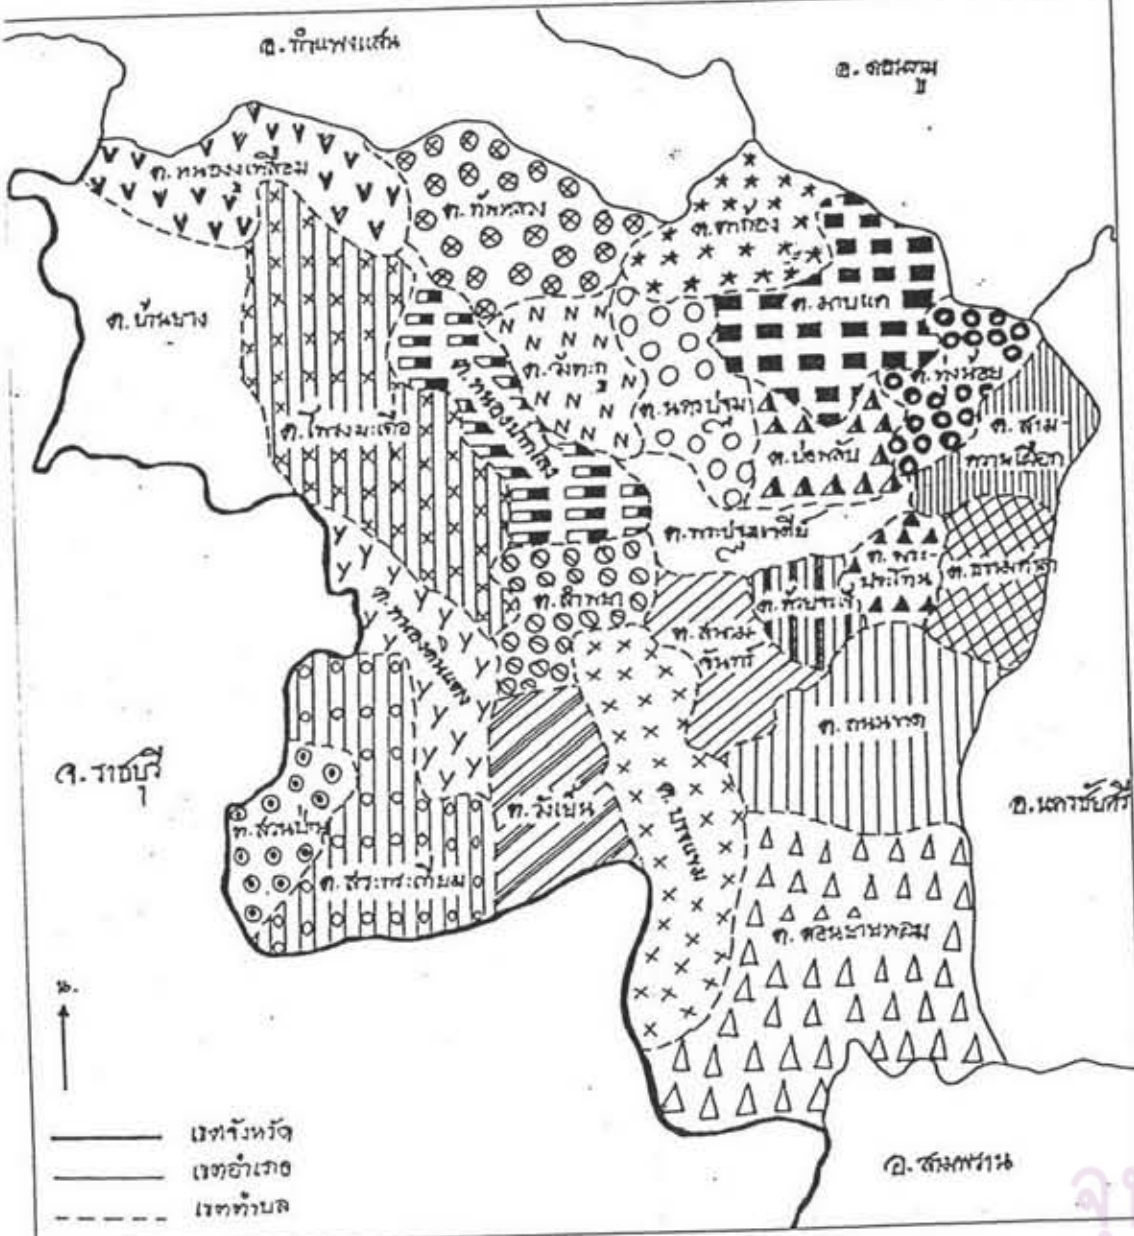 อ. กำแพงแสน
อ. ดอนตูม
ต. หนองงูเหลือม
ต. ทัพหลวง
ต. ตาก้อง
ต. มาบแค
ต. บ้านยาง
ต. วังตะกู
ต. นครปฐม
ต. ทุ่งน้อย
ต. หนองปากโลง
ต. โพรงมะเดื่อ
ต. สาม-
ควายเผือก
ต. บ่อพลับ
ต. พระปฐมเจดีย์
ต. พระ-
ประโทน
ต. ธรรมศาลา
ต. ลำพยา
ต. ห้วยจรเข้
ต. สนาม
จันทร์
ต. หนองดินแดง
ต. ถนนขาด
จ. ราชบุรี
อ. นครชัยศรี
ต. วังเย็น
ต. บางแขม
ต. สวนป่าน
ต. สระกระเทียม
ต. ดอนยายหอม
น.
เขตจังหวัด
เขตอำเภอ
เขตตำบล
อ. สามพราน